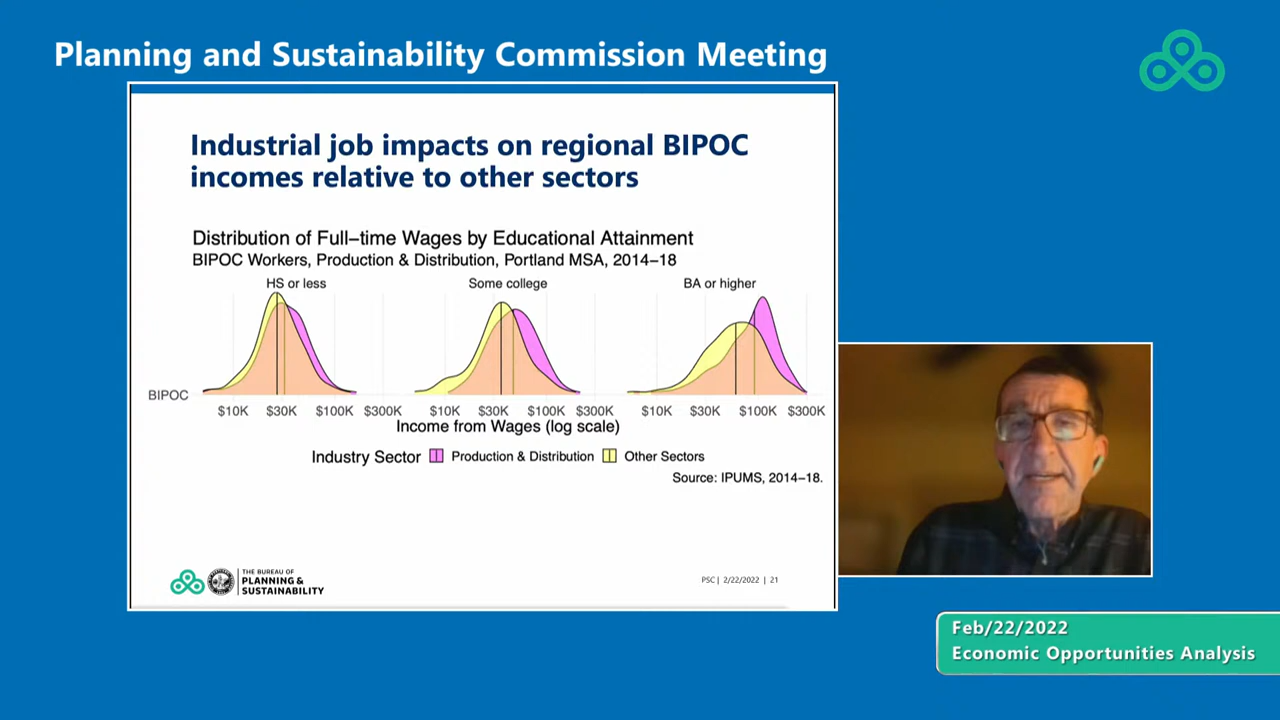 Planning and Sustainability Commission Meeting
Industrial job impacts on regional BIPOC
incomes relative to other sectors
Distribution of Full–time Wages by Educational Attainment
BIPOC Workers, Production & Distribution, Portland MSA, 2014–18
HS or less Some college BA or higher
BIPOC
$10K $30K $100K $300K $10K $30K $100K $300K $10K $30K $100K $300K
Income from Wages (log scale)
Industry Sector Production & Distribution Other Sectors
Source: IPUMS, 2014–18.
THE BUREAU OF
PLANNING &
SUSTAINABILITY
PSC | 2/22/2022 | 21
Feb/22/2022
Economic Opportunities Analysis